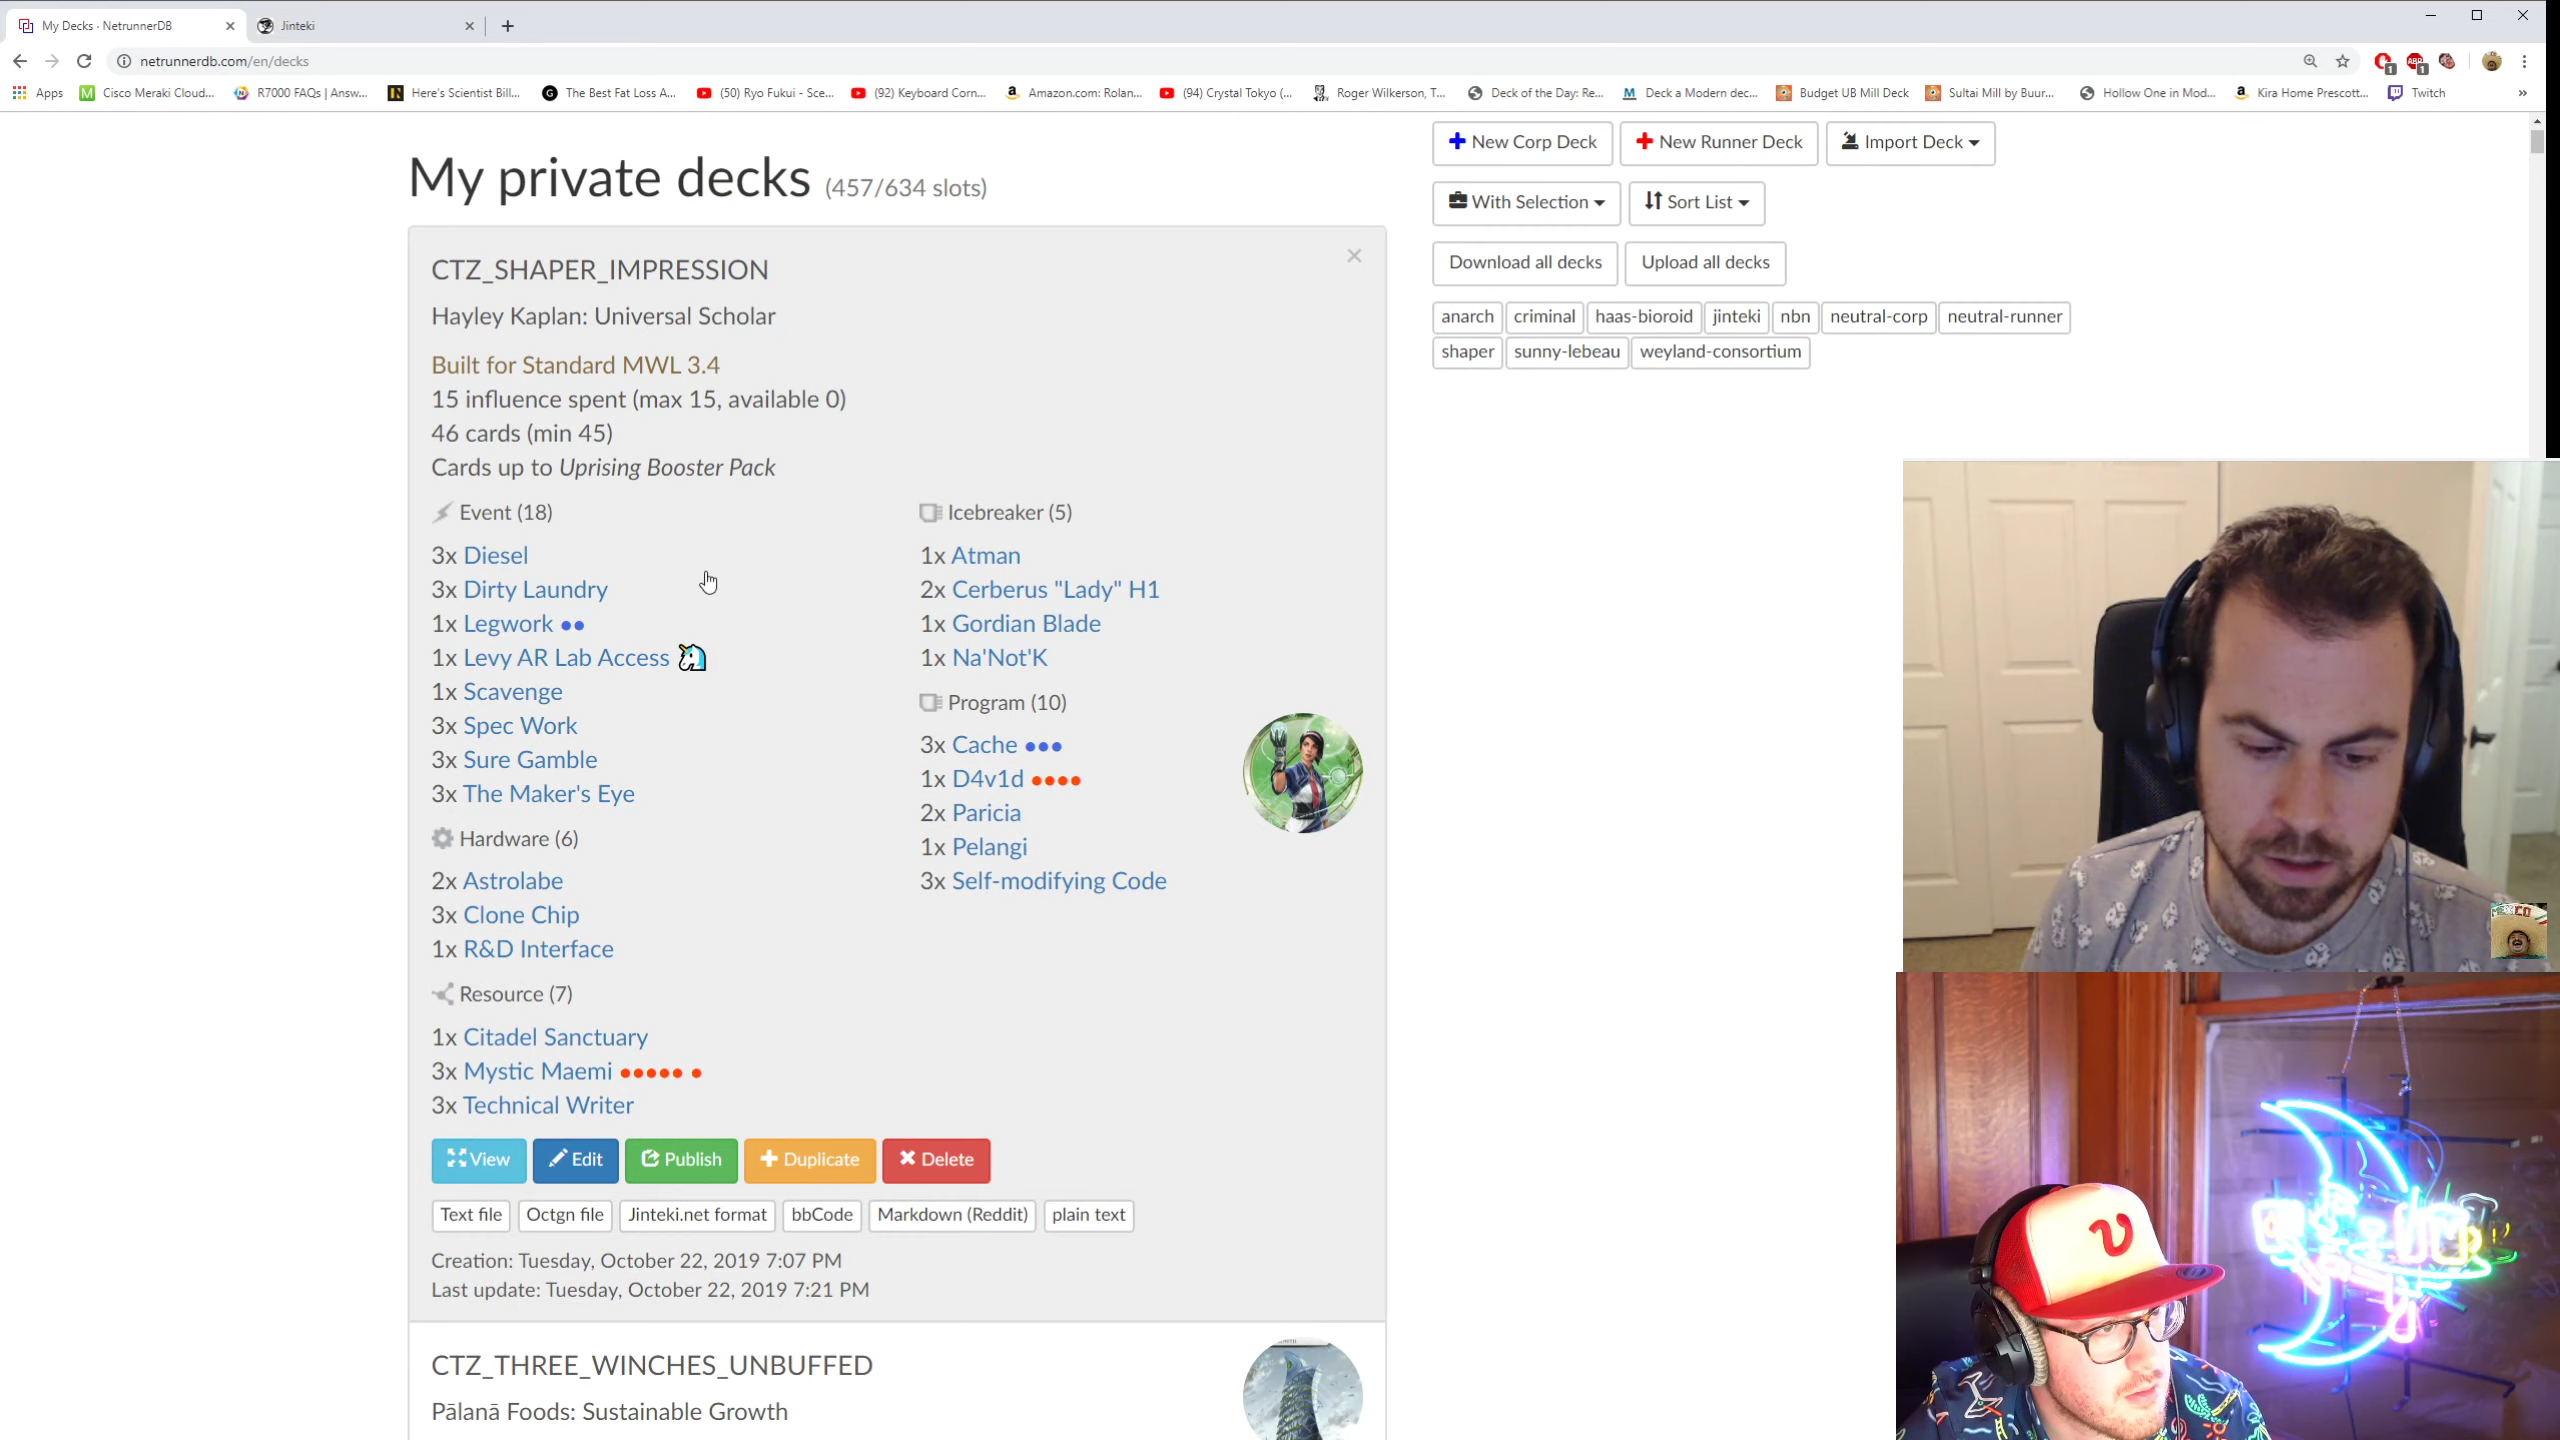 My Decks · NetrunnerDB
Jinteki
netrunnerdb.com/en/decks
Apps
Cisco Meraki Cloud...
R7000 FAQs | Answ...
Here's Scientist Bill...
The Best Fat Loss A...
(50) Ryo Fukui - Sce...
(92) Keyboard Corn...
Amazon.com: Rolan...
(94) Crystal Tokyo (...
Roger Wilkerson, T...
Deck of the Day: Re...
Deck a Modern dec...
Budget UB Mill Deck
Sultai Mill by Buur...
Hollow One in Mod...
Kira Home Prescott...
Twitch
My private decks (457/634 slots)
New Corp Deck
New Runner Deck
Import Deck
With Selection
Sort List
Download all decks
Upload all decks
anarch
criminal
haas-bioroid
jinteki
nbn
neutral-corp
neutral-runner
shaper
sunny-lebeau
weyland-consortium
CTZ_SHAPER_IMPRESSION
Hayley Kaplan: Universal Scholar
Built for Standard MWL 3.4
15 influence spent (max 15, available 0)
46 cards (min 45)
Cards up to Uprising Booster Pack
Event (18)
3x Diesel
3x Dirty Laundry
1x Legwork ●●
1x Levy AR Lab Access 🦄
1x Scavenge
3x Spec Work
3x Sure Gamble
3x The Maker's Eye
Hardware (6)
2x Astrolabe
3x Clone Chip
1x R&D Interface
Resource (7)
1x Citadel Sanctuary
3x Mystic Maemi ●●●●● ●
3x Technical Writer
Icebreaker (5)
1x Atman
2x Cerberus "Lady" H1
1x Gordian Blade
1x Na'Not'K
Program (10)
3x Cache ●●●
1x D4v1d ●●●●
2x Paricia
1x Pelangi
3x Self-modifying Code
View
Edit
Publish
Duplicate
Delete
Text file
Octgn file
Jinteki.net format
bbCode
Markdown (Reddit)
plain text
Creation: Tuesday, October 22, 2019 7:07 PM
Last update: Tuesday, October 22, 2019 7:21 PM
CTZ_THREE_WINCHES_UNBUFFED
Pālanā Foods: Sustainable Growth
MEXICO